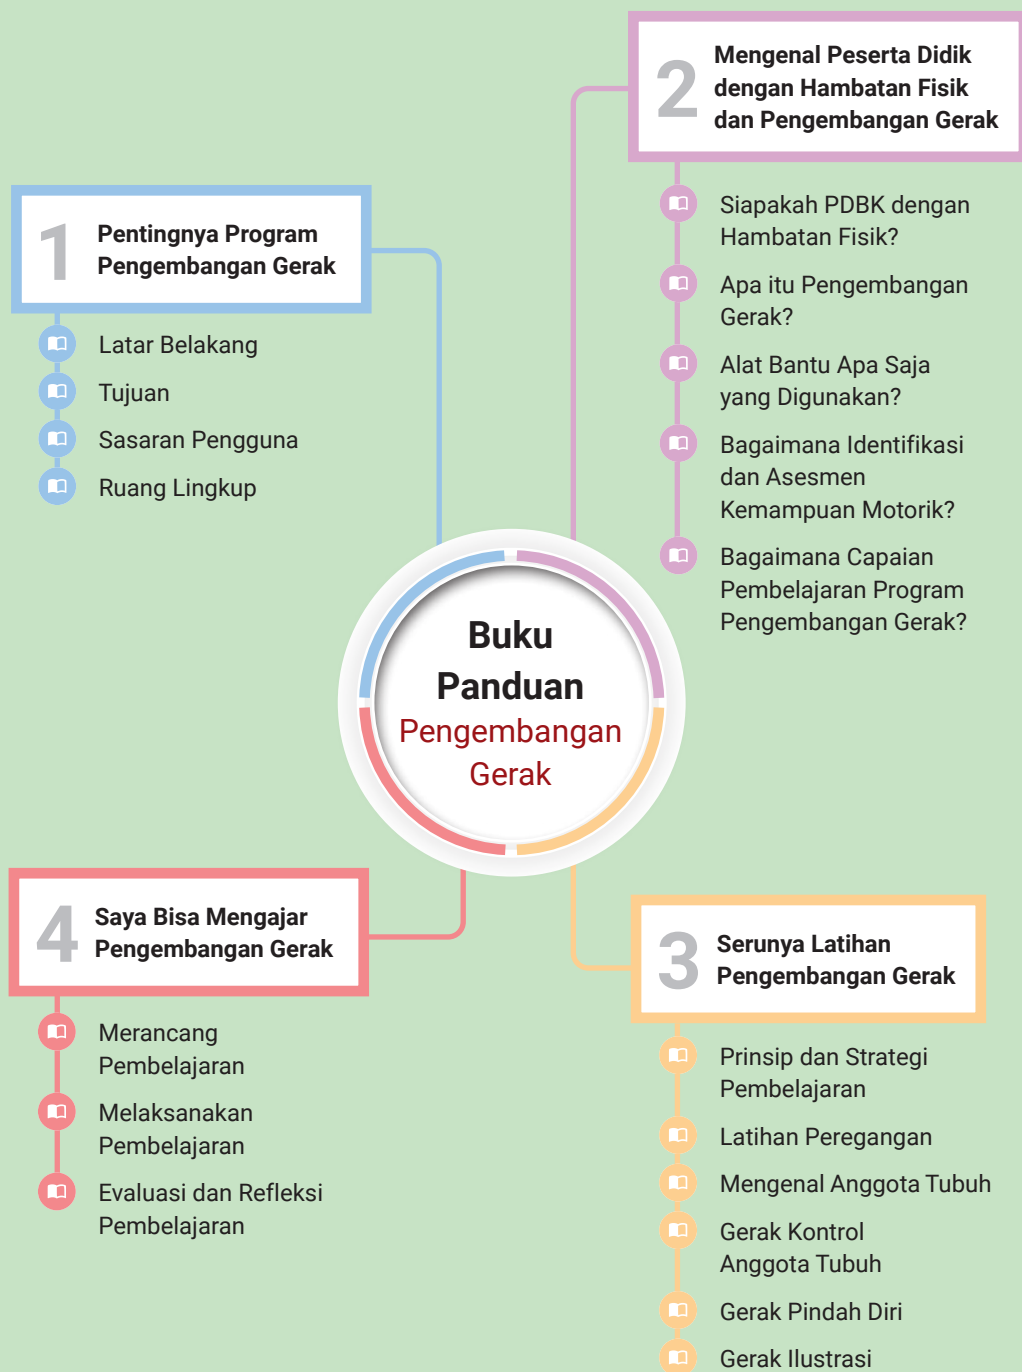 1
Pentingnya Program
Pengembangan Gerak
Latar Belakang
Tujuan
Sasaran Pengguna
Ruang Lingkup
2
Mengenal Peserta Didik
dengan Hambatan Fisik
dan Pengembangan Gerak
Siapakah PDBK dengan
Hambatan Fisik?
Apa itu Pengembangan
Gerak?
Alat Bantu Apa Saja
yang Digunakan?
Bagaimana Identifikasi
dan Asesmen
Kemampuan Motorik?
Bagaimana Capaian
Pembelajaran Program
Pengembangan Gerak?
Buku
Panduan
Pengembangan
Gerak
3
Serunya Latihan
Pengembangan Gerak
Prinsip dan Strategi
Pembelajaran
Latihan Peregangan
Mengenal Anggota Tubuh
Gerak Kontrol
Anggota Tubuh
Gerak Pindah Diri
Gerak Ilustrasi
4
Saya Bisa Mengajar
Pengembangan Gerak
Merancang
Pembelajaran
Melaksanakan
Pembelajaran
Evaluasi dan Refleksi
Pembelajaran